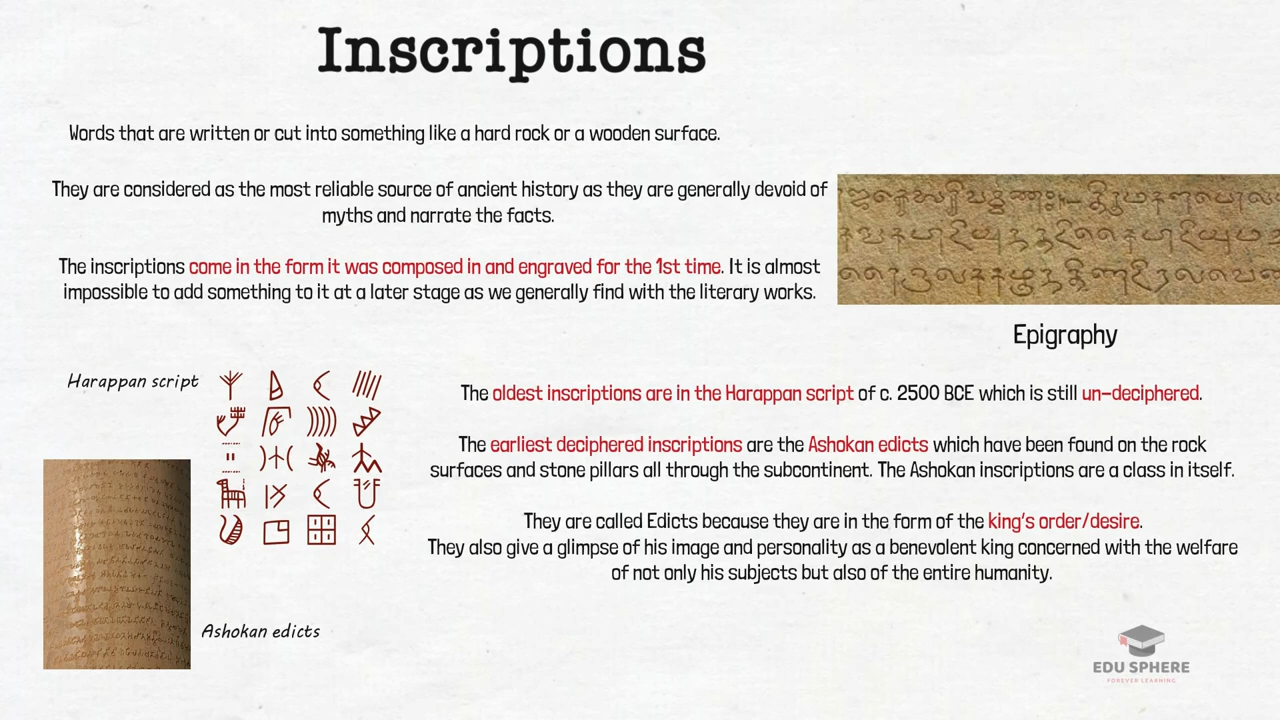 Inscriptions
Words that are written or cut into something like a hard rock or a wooden surface.
They are considered as the most reliable source of ancient history as they are generally devoid of
myths and narrate the facts.
The inscriptions come in the form it was composed in and engraved for the 1st time. It is almost
impossible to add something to it at a later stage as we generally find with the literary works.
Epigraphy
Harappan script
The oldest inscriptions are in the Harappan script of c. 2500 BCE which is still un-deciphered.
The earliest deciphered inscriptions are the Ashokan edicts which have been found on the rock
surfaces and stone pillars all through the subcontinent. The Ashokan inscriptions are a class in itself.
They are called Edicts because they are in the form of the king's order/desire.
They also give a glimpse of his image and personality as a benevolent king concerned with the welfare
of not only his subjects but also of the entire humanity.
Ashokan edicts
EDU SPHERE
FOREVER LEARNING